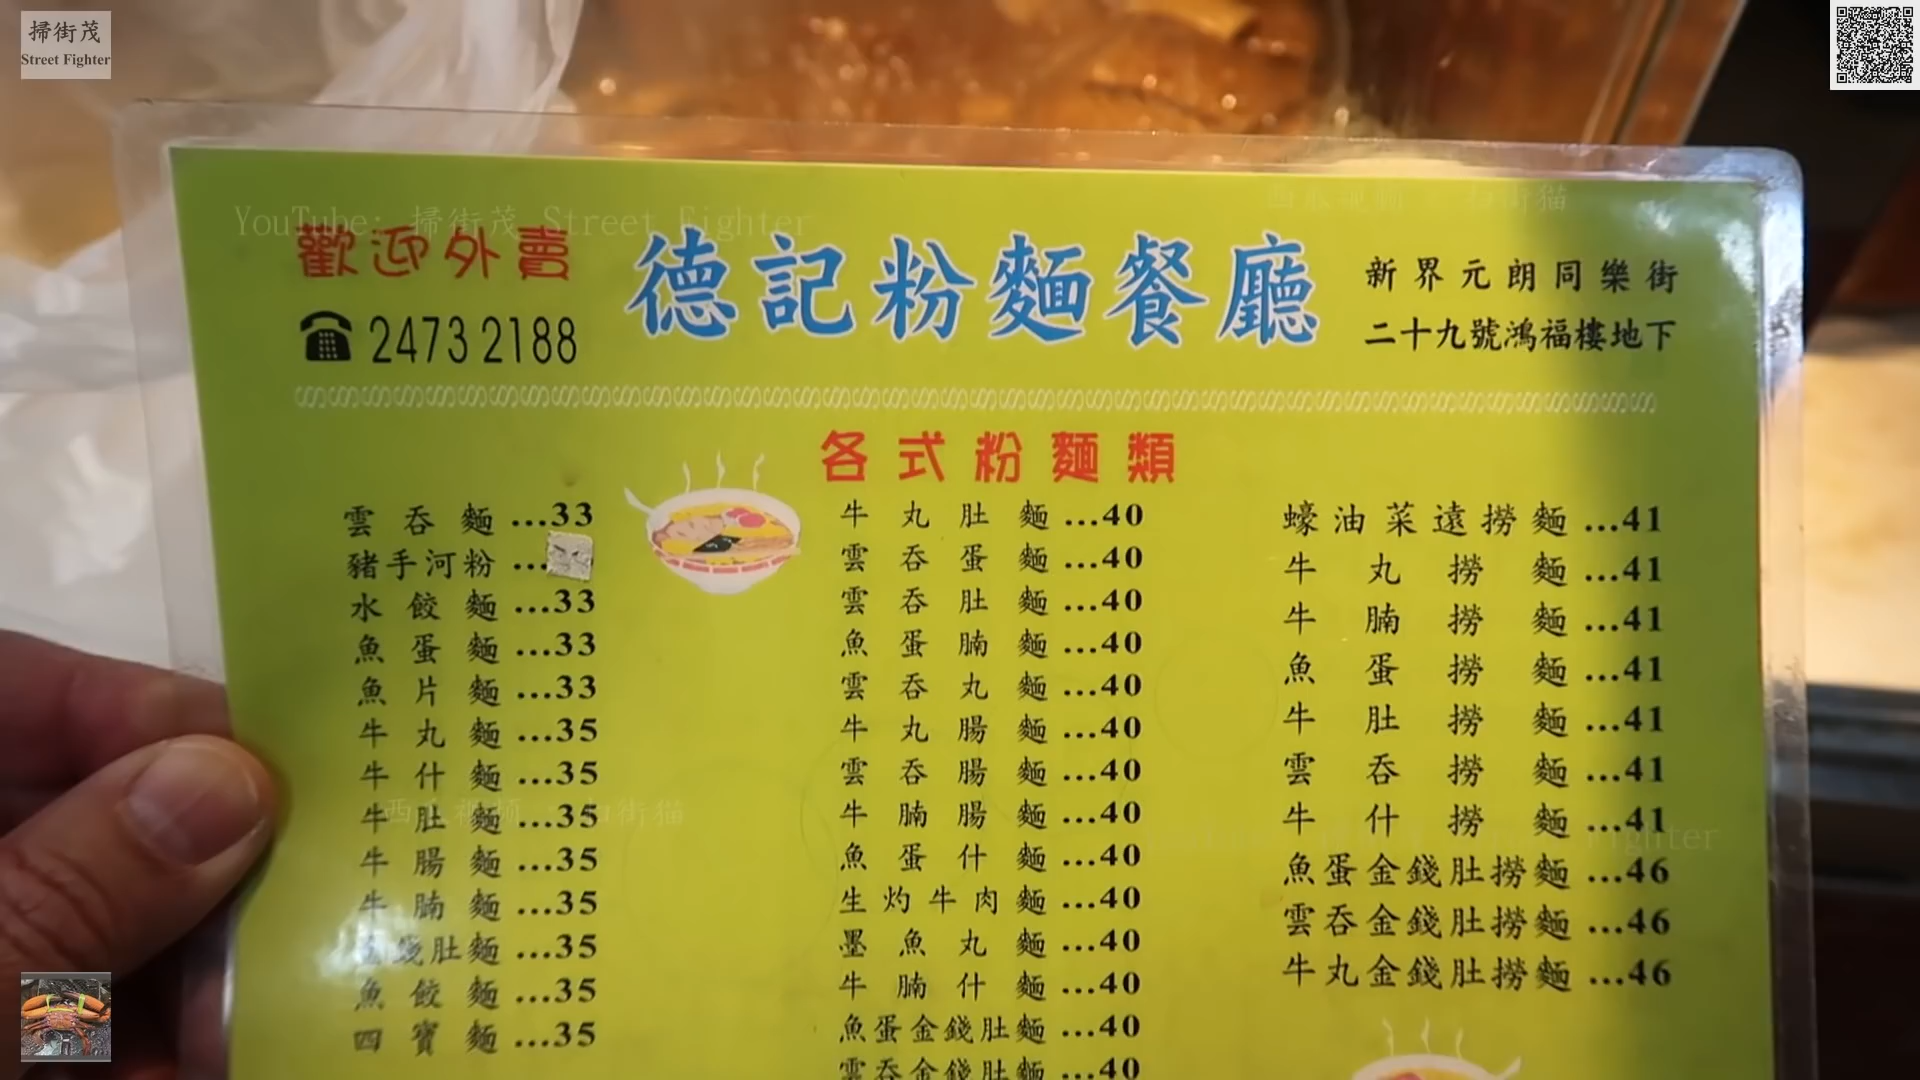 掃街茂
Street Fighter
YouTube: 掃街茂 Street Fighter
歡迎外賣
2473 2188
德記粉麵餐廳
新界元朗同樂街
二十九號鴻福樓地下
各式粉麵類
雲吞麵...33
豬手河粉...
水餃麵...33
魚蛋麵...33
魚片麵...33
牛丸麵...35
牛什麵...35
牛肚麵...35
牛腸麵...35
牛腩麵...35
錢肚麵...35
魚餃麵...35
四寶麵...35
牛丸肚麵...40
雲吞蛋麵...40
雲吞肚麵...40
魚蛋腩麵...40
雲吞丸麵...40
牛丸腸麵...40
雲吞腸麵...40
牛腩腸麵...40
魚蛋什麵...40
生灼牛肉麵...40
墨魚丸麵...40
牛腩什麵...40
魚蛋金錢肚麵...40
雲吞金錢肚麵...40
蠔油菜遠撈麵...41
牛丸撈麵...41
牛腩撈麵...41
魚蛋撈麵...41
牛肚撈麵...41
雲吞撈麵...41
牛什撈麵...41
魚蛋金錢肚撈麵...46
雲吞金錢肚撈麵...46
牛丸金錢肚撈麵...46